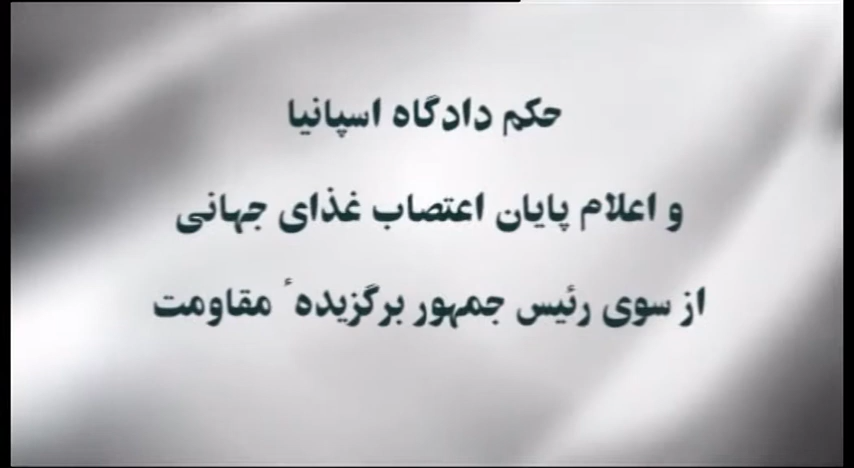 حکم دادگاه اسپانیا
و اعلام پایان اعتصاب غذای جهانی
از سوی رئیس جمهور برگزیدهٔ مقاومت